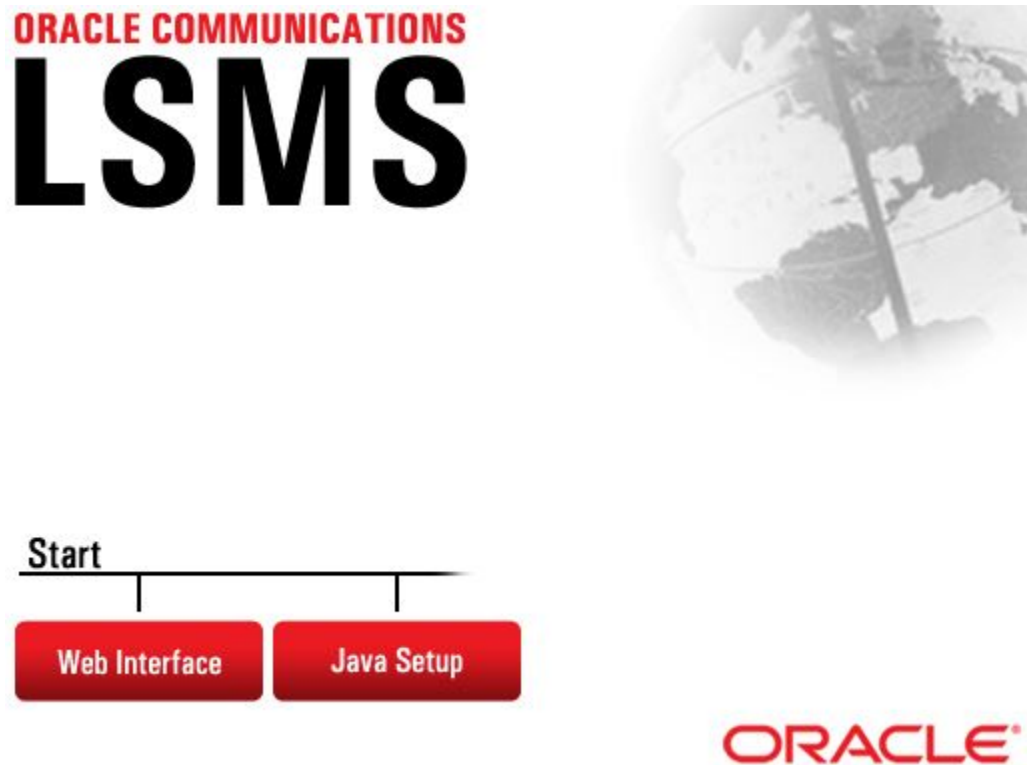 ORACLE COMMUNICATIONS
LSMS
Start
Web Interface
Java Setup
ORACLE®